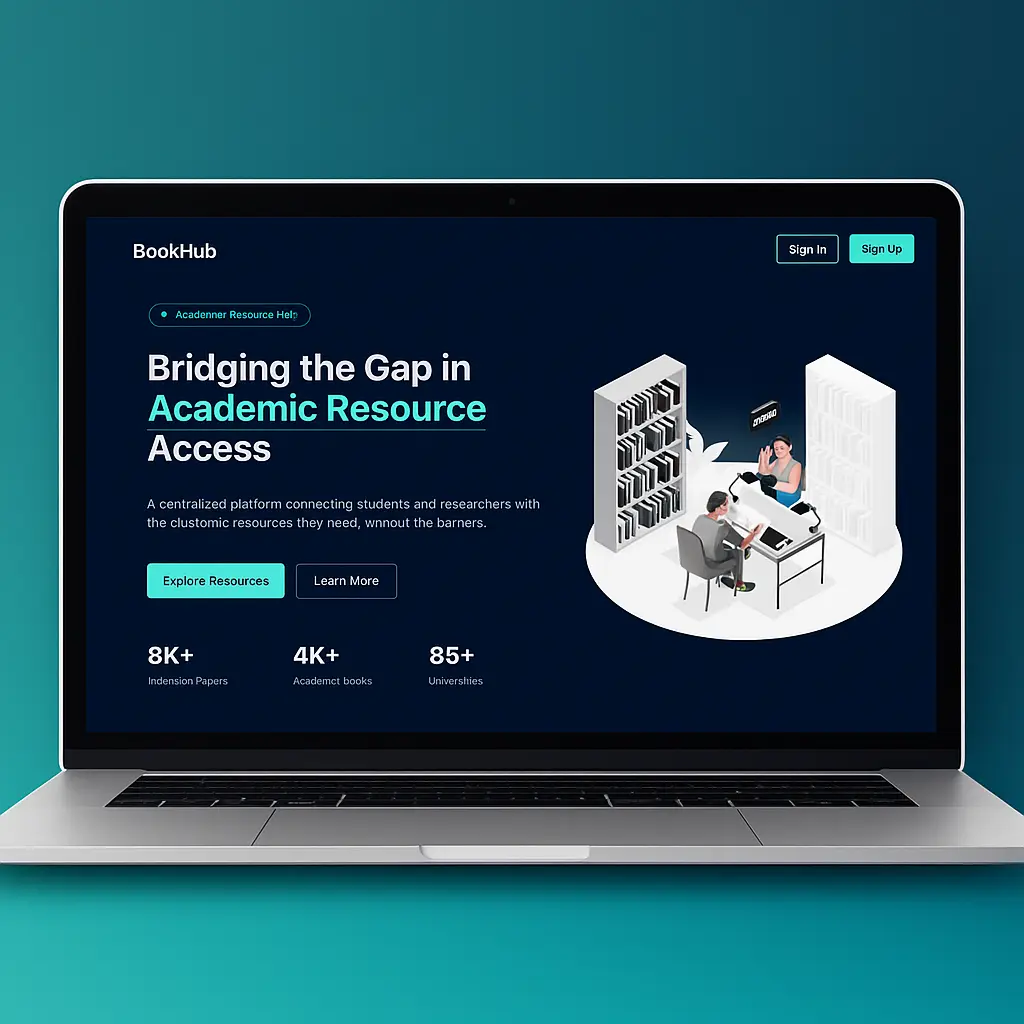 BookHub
Sign In
Sign Up
Acadenner Resource Help
Bridging the Gap in
Academic Resource
Access
A centralized platform connecting students and researchers with
the clustomic resources they need, wnnout the barners.
Explore Resources
Learn More
8K+
4K+
85+
Indension Papers
Academct books
Univershies